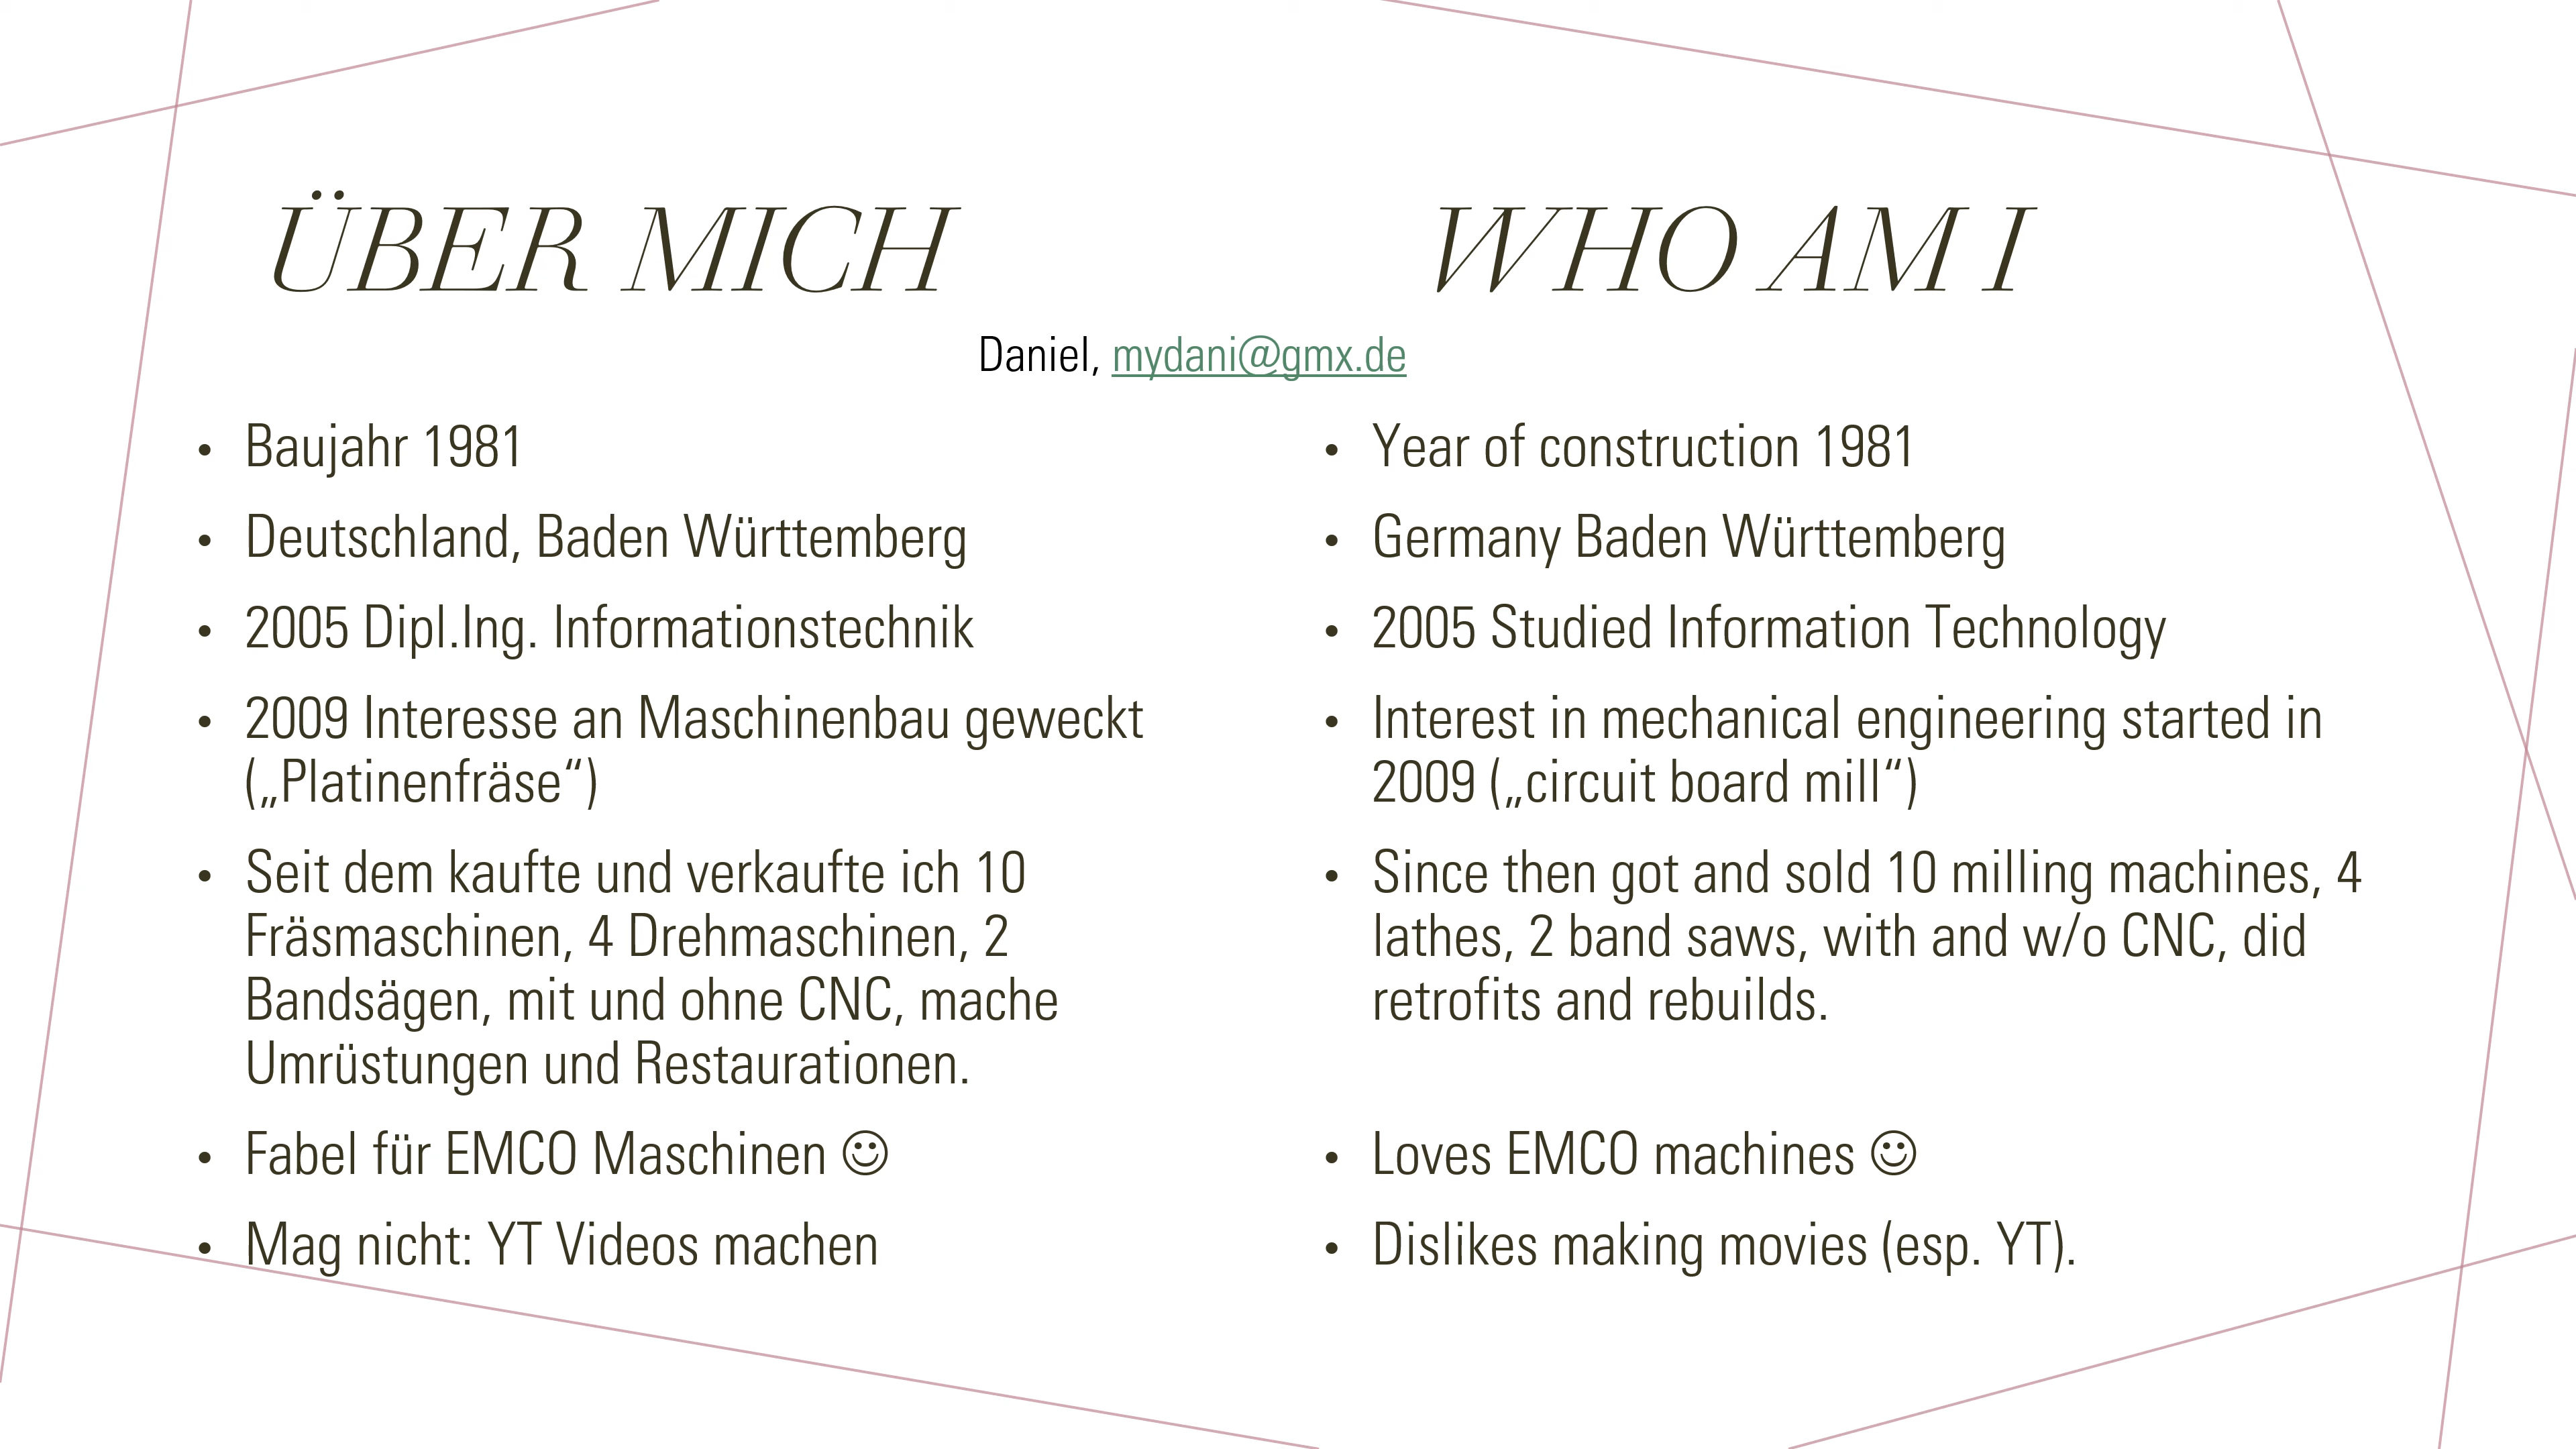 ÜBER MICH
WHO AM I
Daniel, mydani@gmx.de
• Baujahr 1981
• Deutschland, Baden Württemberg
• 2005 Dipl.Ing. Informationstechnik
• 2009 Interesse an Maschinenbau geweckt
(„Platinenfräse“)
• Seit dem kaufte und verkaufte ich 10
Fräsmaschinen, 4 Drehmaschinen, 2
Bandsägen, mit und ohne CNC, mache
Umrüstungen und Restaurationen.
• Fabel für EMCO Maschinen ☺
• Mag nicht: YT Videos machen
• Year of construction 1981
• Germany Baden Württemberg
• 2005 Studied Information Technology
• Interest in mechanical engineering started in
2009 („circuit board mill“)
• Since then got and sold 10 milling machines, 4
lathes, 2 band saws, with and w/o CNC, did
retrofits and rebuilds.
• Loves EMCO machines ☺
• Dislikes making movies (esp. YT).